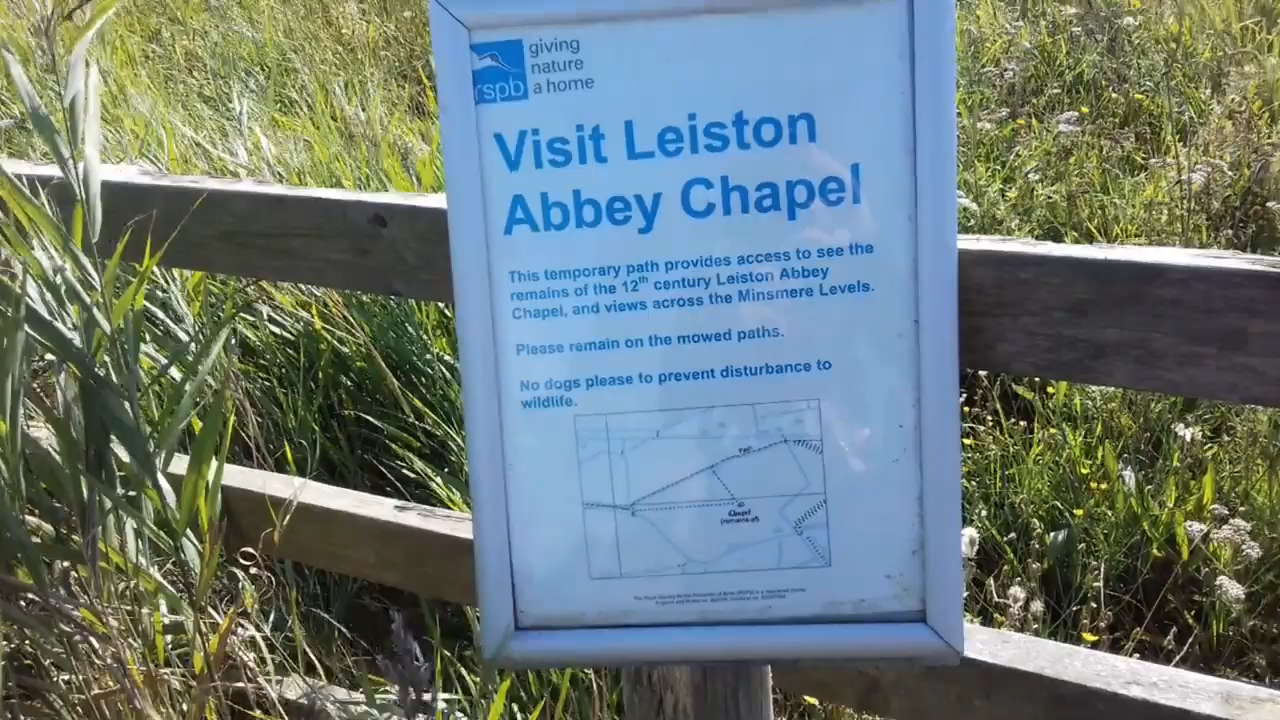 rspb
giving
nature
a home
Visit Leiston
Abbey Chapel
This temporary path provides access to see the
remains of the 12th century Leiston Abbey
Chapel, and views across the Minsmere Levels.
Please remain on the mowed paths.
No dogs please to prevent disturbance to
wildlife.
Chapel
(remains of)